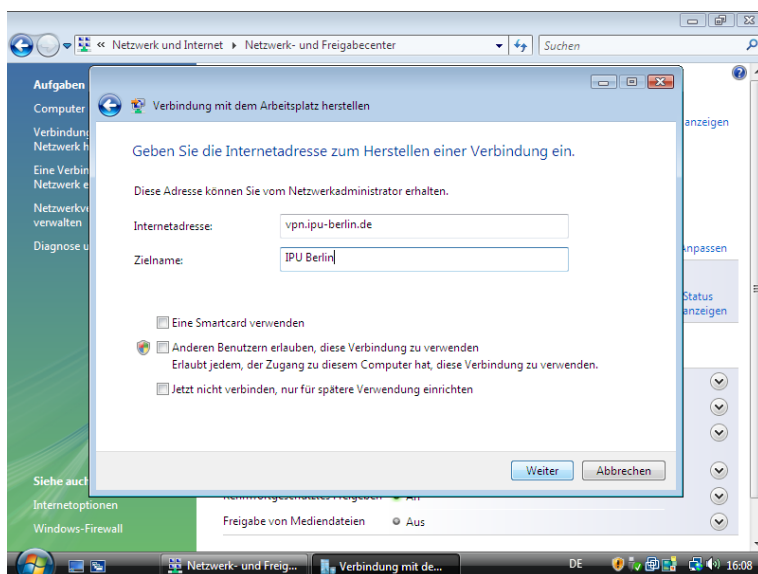 « Netzwerk und Internet Netzwerk- und Freigabecenter
Suchen
Aufgaben
Computer
Verbindung
Netzwerk h
Eine Verbin
Netzwerk e
Netzwerkv
verwalten
Diagnose u
anzeigen
Anpassen
Status
anzeigen
Verbindung mit dem Arbeitsplatz herstellen
Geben Sie die Internetadresse zum Herstellen einer Verbindung ein.
Diese Adresse können Sie vom Netzwerkadministrator erhalten.
Internetadresse: vpn.ipu-berlin.de
Zielname: IPU Berlin
Eine Smartcard verwenden
Anderen Benutzern erlauben, diese Verbindung zu verwenden
Erlaubt jedem, der Zugang zu diesem Computer hat, diese Verbindung zu verwenden.
Jetzt nicht verbinden, nur für spätere Verwendung einrichten
Weiter Abbrechen
Siehe auch
Internetoptionen
Windows-Firewall
Freigabe von Mediendateien Aus
Netzwerk- und Freig... Verbindung mit de... DE 16:08